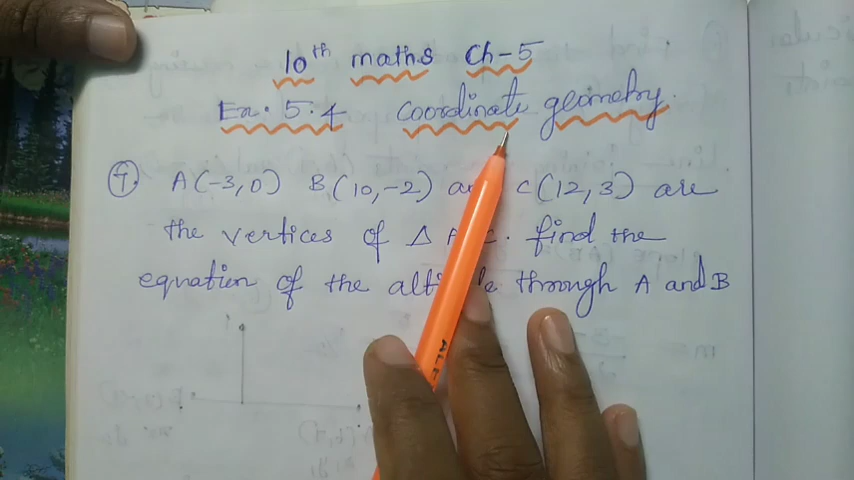 10th maths Ch-5
Ex. 5.4 Coordinate geometry.
7. A(-3,0) B(10,-2) C(12,3) are
the vertices of Δ find the
equation of the through A and B